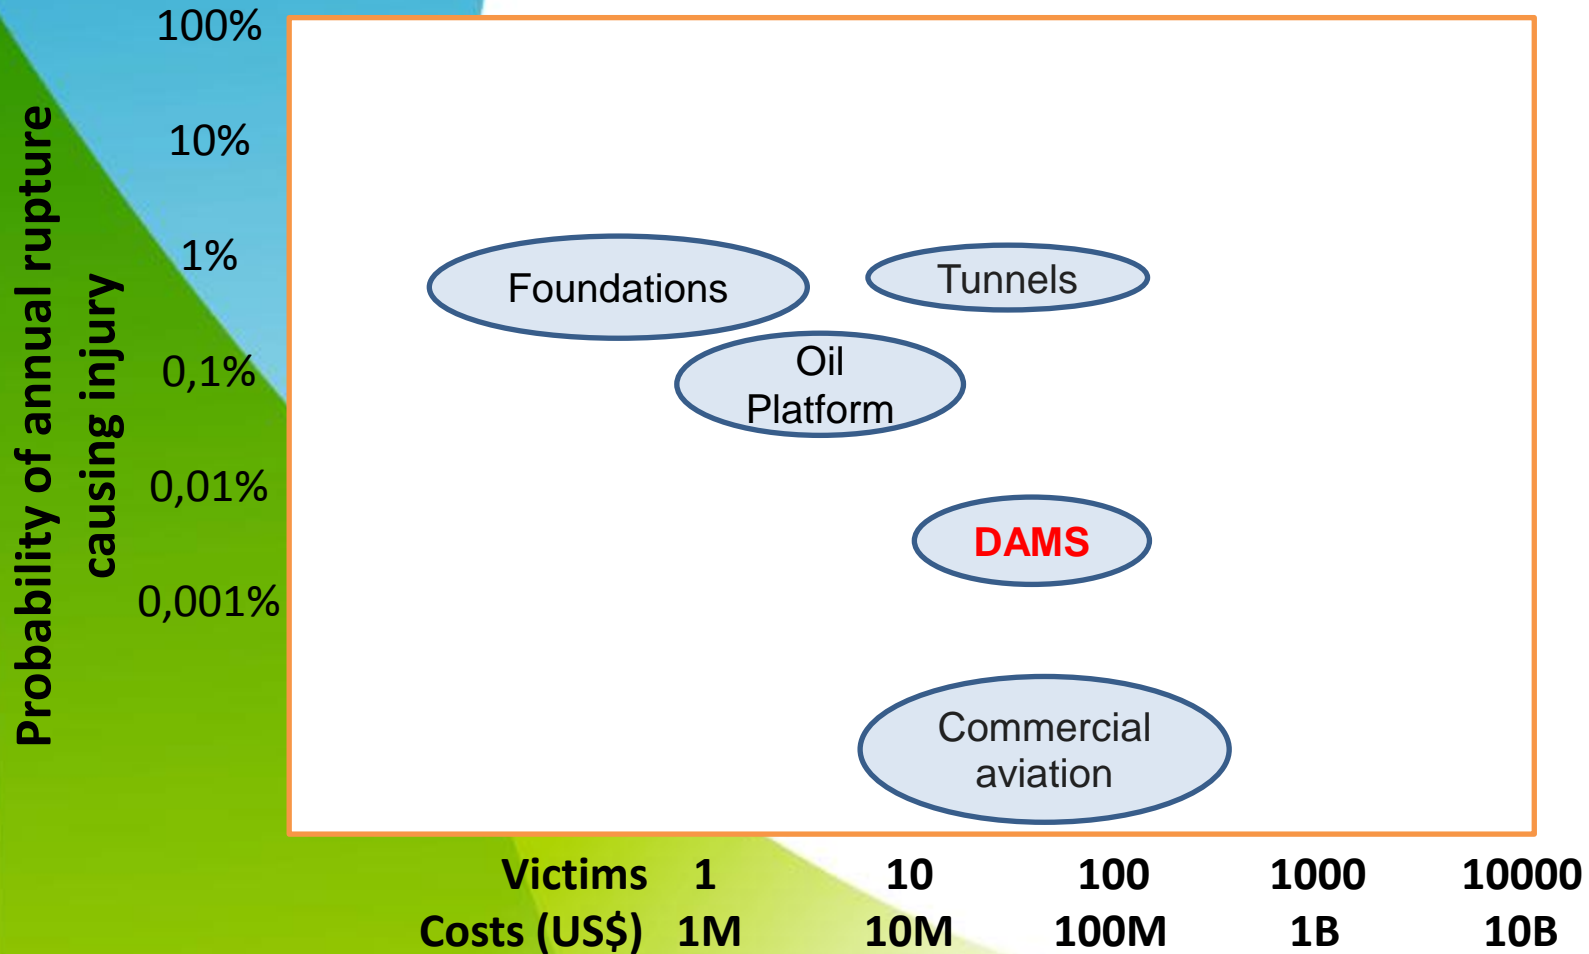 Probability of annual rupture
causing injury
100%
10%
1%
0,1%
0,01%
0,001%
Foundations
Tunnels
Oil
Platform
DAMS
Commercial
aviation
Victims 1 10 100 1000 10000
Costs (US$) 1M 10M 100M 1B 10B